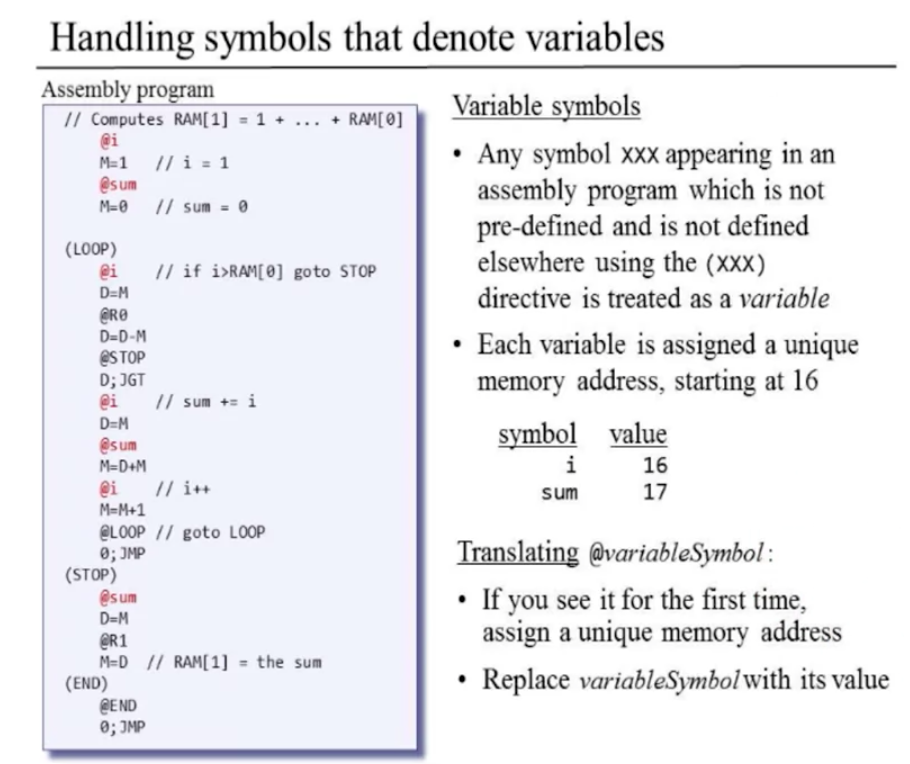 Handling symbols that denote variables
Assembly program
// Computes RAM[1] = 1 + ... + RAM[0]
@i
M=1 // i = 1
@sum
M=0 // sum = 0
(LOOP)
@i // if i>RAM[0] goto STOP
D=M
@R0
D=D-M
@STOP
D;JGT
@i // sum += i
D=M
@sum
M=D+M
@i // i++
M=M+1
@LOOP // goto LOOP
0;JMP
(STOP)
@sum
D=M
@R1
M=D // RAM[1] = the sum
(END)
@END
0;JMP
Variable symbols
• Any symbol XXX appearing in an
assembly program which is not
pre-defined and is not defined
elsewhere using the (XXX)
directive is treated as a variable
• Each variable is assigned a unique
memory address, starting at 16
symbol value
i 16
sum 17
Translating @variableSymbol:
• If you see it for the first time,
assign a unique memory address
• Replace variableSymbol with its value